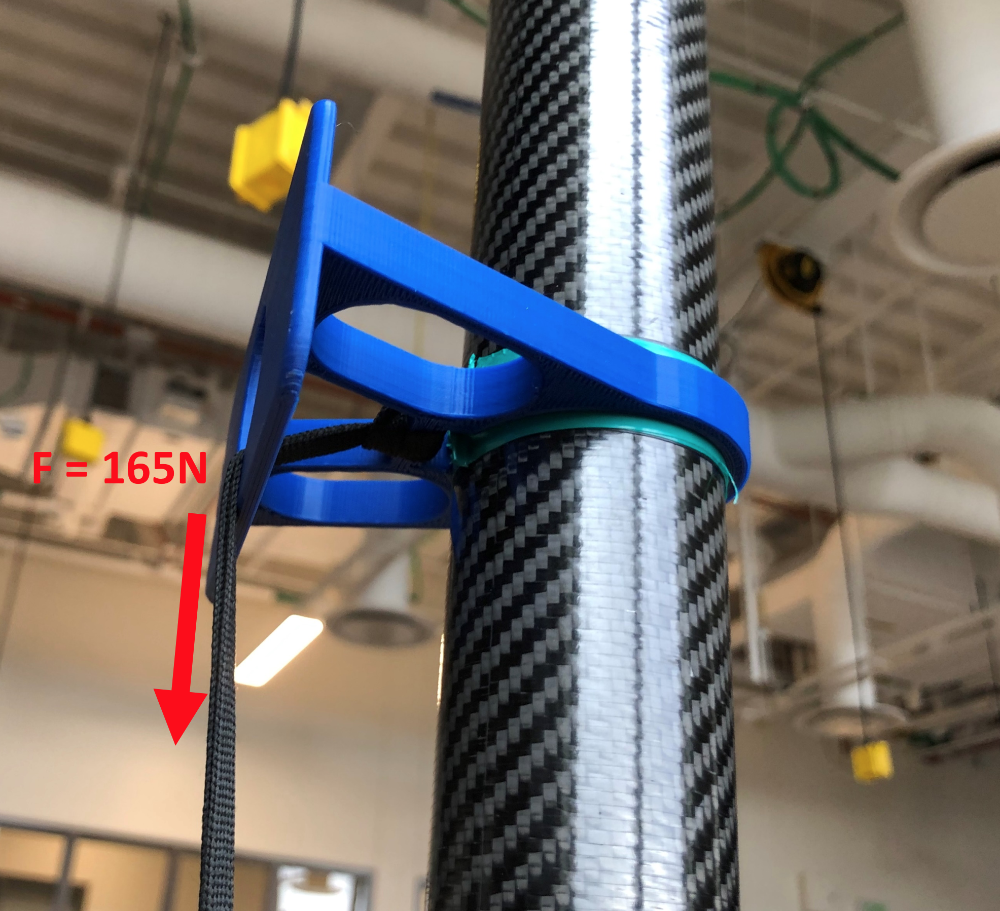 F = 165N